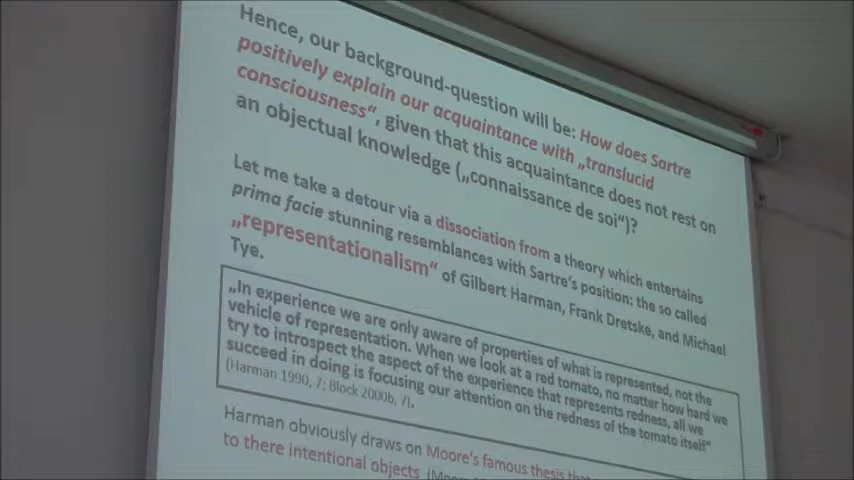 Hence, our background-question will be: How does Sartre
positively explain our acquaintance with „translucid
consciousness“, given that this acquaintance does not rest on
an objectual knowledge („connaissance de soi“)?
Let me take a detour via a dissociation from a theory which entertains
prima facie stunning resemblances with Sartre's position: the so called
„representationalism“ of Gilbert Harman, Frank Dretske, and Michael
Tye.
„In experience we are only aware of properties of what is represented, not the
vehicle of representation. When we look at a red tomato, no matter how hard we
try to introspect the aspect of the experience that represents redness, all we
succeed in doing is focusing our attention on the redness of the tomato itself“
(Harman 1990, 7; Block 2000b, 7).
Harman obviously draws on Moore's famous thesis that
to there intentional objects